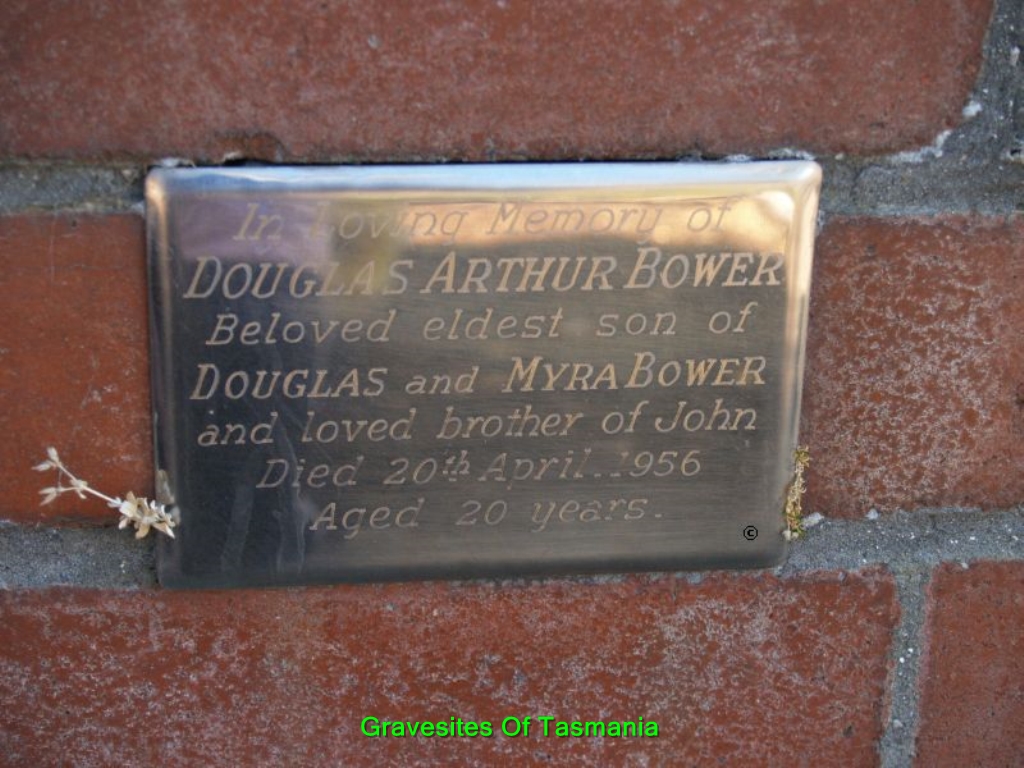 In Loving Memory of
DOUGLAS ARTHUR BOWER
Beloved eldest son of
DOUGLAS and MYRA BOWER
and loved brother of John
Died 20th April. 1956
Aged 20 years.
©
Gravesites Of Tasmania